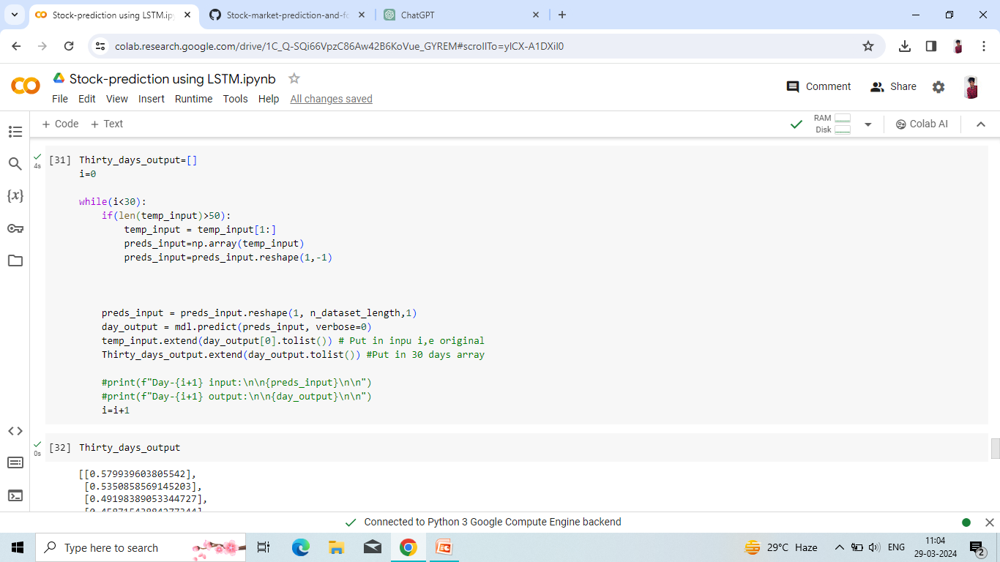 Stock-prediction using LSTM.ip
Stock-market-prediction-and-fo
ChatGPT
colab.research.google.com/drive/1C_Q-SQi66VpzC86Aw42B6KoVue_GYREM#scrollTo=yICX-A1DXiI0
Stock-prediction using LSTM.ipynb
Comment
Share
File Edit View Insert Runtime Tools Help All changes saved
+ Code + Text
RAM
Disk
Colab AI
[31] Thirty_days_output=[]
4s
i=0
while(i<30):
if(len(temp_input)>50):
temp_input = temp_input[1:]
preds_input=np.array(temp_input)
preds_input=preds_input.reshape(1,-1)
preds_input = preds_input.reshape(1, n_dataset_length,1)
day_output = mdl.predict(preds_input, verbose=0)
temp_input.extend(day_output[0].tolist()) # Put in inpu i,e original
Thirty_days_output.extend(day_output.tolist()) #Put in 30 days array
#print(f"Day-{i+1} input:\n\n{preds_input}\n\n")
#print(f"Day-{i+1} output:\n\n{day_output}\n\n")
i=i+1
[32] Thirty_days_output
0s
[[0.579939603805542],
[0.5350858569145203],
[0.49198389053344727],
Connected to Python 3 Google Compute Engine backend
Type here to search
29°C Haze
ENG
11:04
29-03-2024
2